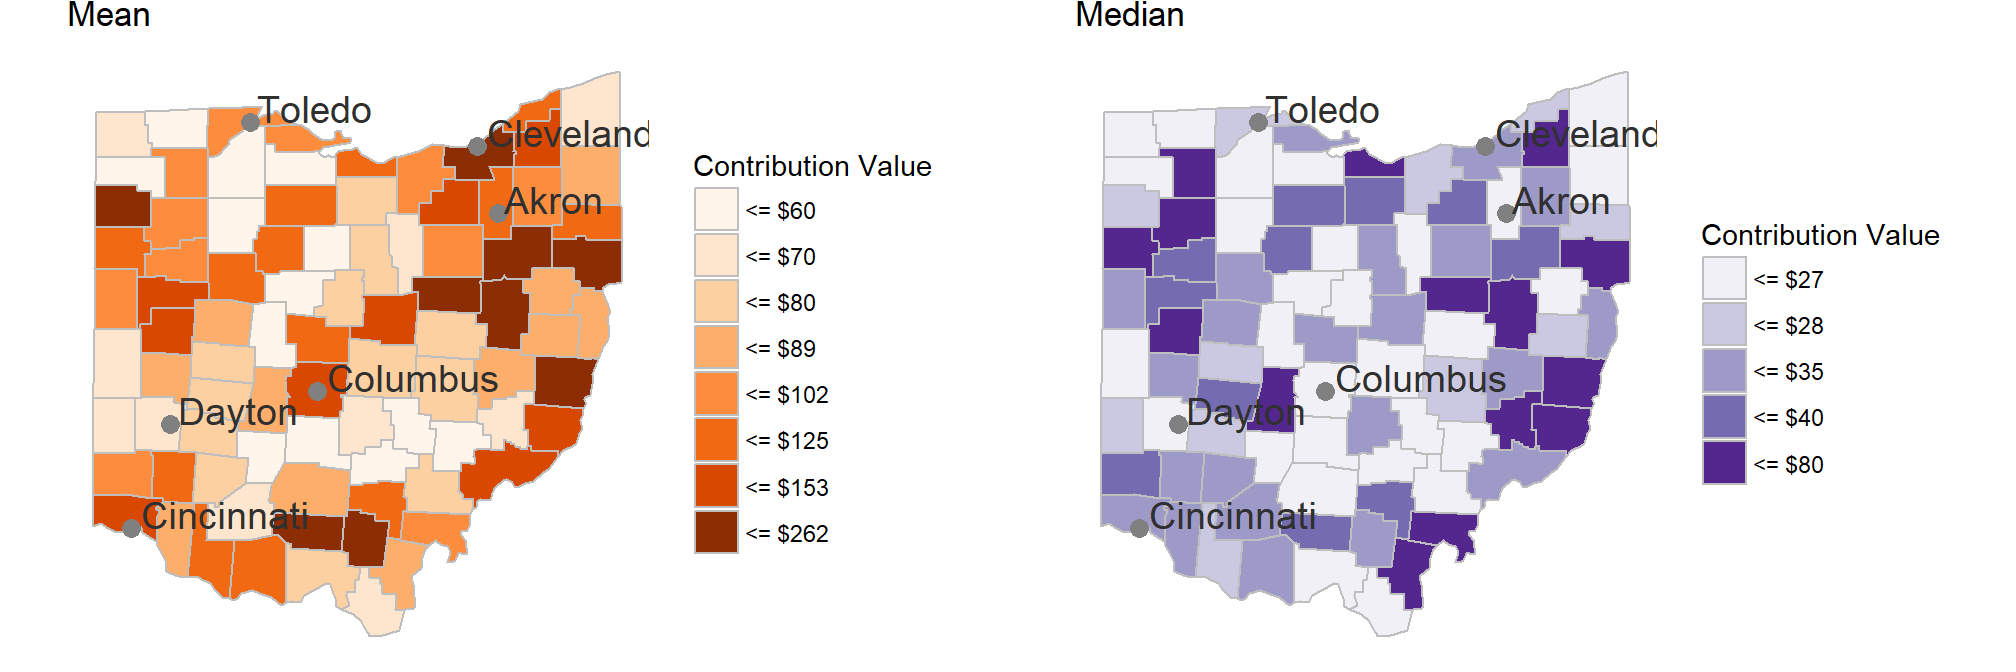 Mean
Toledo
Cleveland
Akron
Columbus
Dayton
Cincinnati
Contribution Value
<= $60
<= $70
<= $80
<= $89
<= $102
<= $125
<= $153
<= $262
Median
Toledo
Cleveland
Akron
Columbus
Dayton
Cincinnati
Contribution Value
<= $27
<= $28
<= $35
<= $40
<= $80